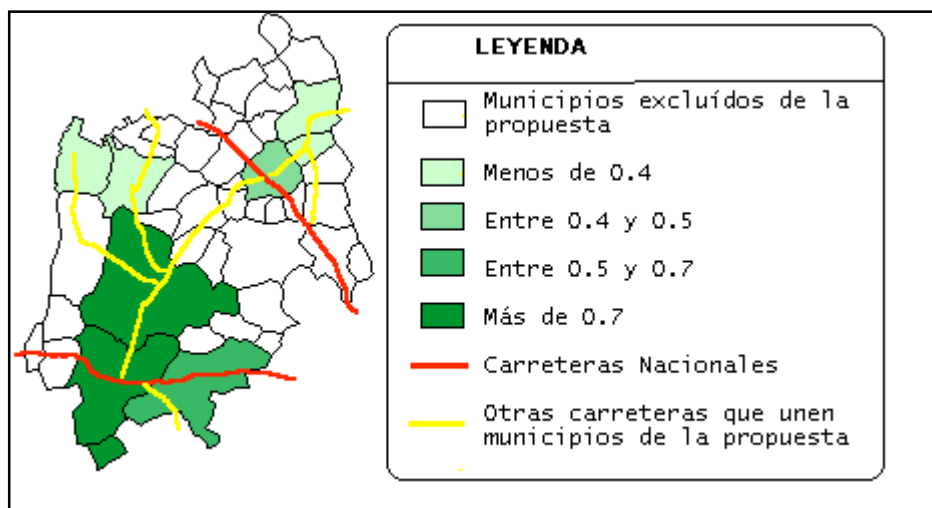 LEYENDA
Municipios excluídos de la
propuesta
Menos de 0.4
Entre 0.4 y 0.5
Entre 0.5 y 0.7
Más de 0.7
Carreteras Nacionales
Otras carreteras que unen
municipios de la propuesta